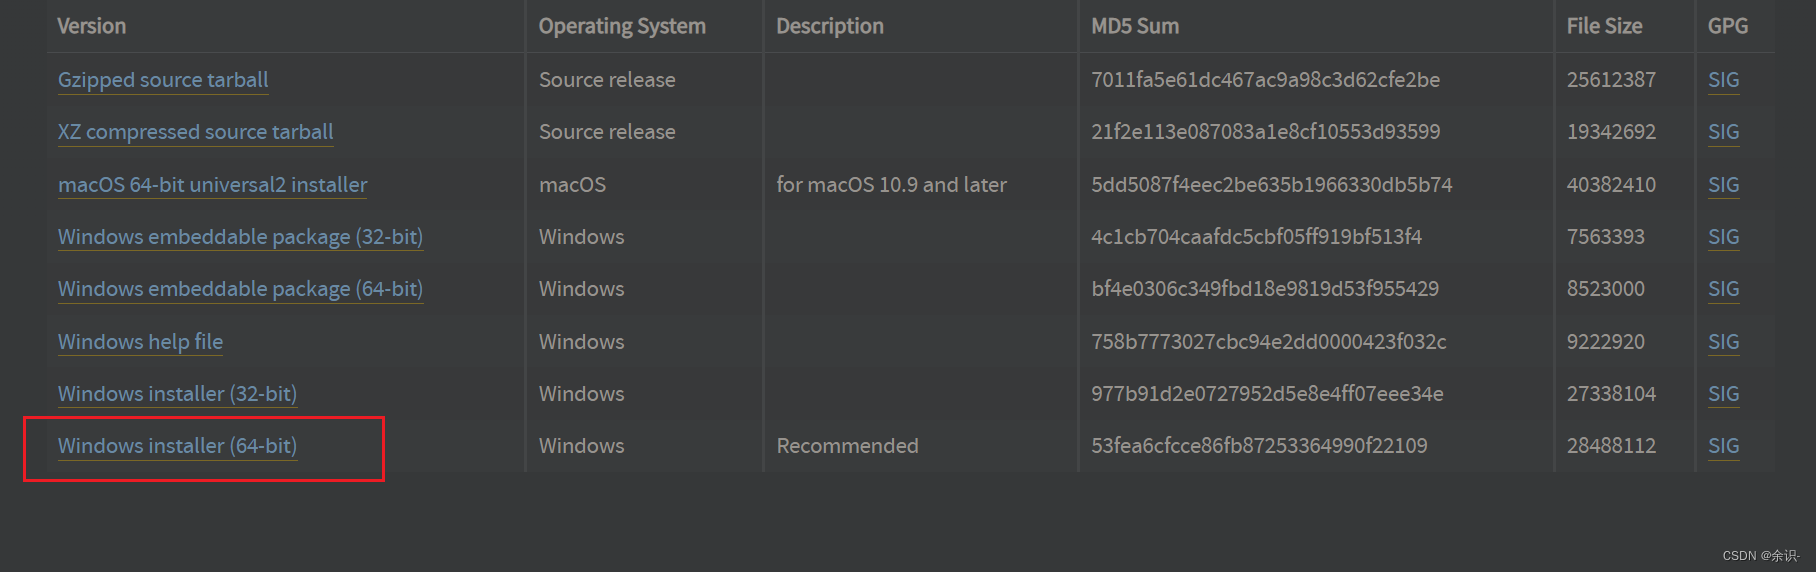 Version Operating System Description MD5 Sum File Size GPG
Gzipped source tarball Source release 7011fa5e61dc467ac9a98c3d62cfe2be 25612387 SIG
XZ compressed source tarball Source release 21f2e113e087083a1e8cf10553d93599 19342692 SIG
macOS 64-bit universal2 installer macOS for macOS 10.9 and later 5dd5087f4eec2be635b1966330db5b74 40382410 SIG
Windows embeddable package (32-bit) Windows 4c1cb704caafdc5cbf05ff919bf513f4 7563393 SIG
Windows embeddable package (64-bit) Windows bf4e0306c349fbd18e9819d53f955429 8523000 SIG
Windows help file Windows 758b7773027cbc94e2dd0000423f032c 9222920 SIG
Windows installer (32-bit) Windows 977b91d2e0727952d5e8e4ff07eee34e 27338104 SIG
Windows installer (64-bit) Windows Recommended 53fea6cfcce86fb87253364990f22109 28488112 SIG
CSDN @余识-